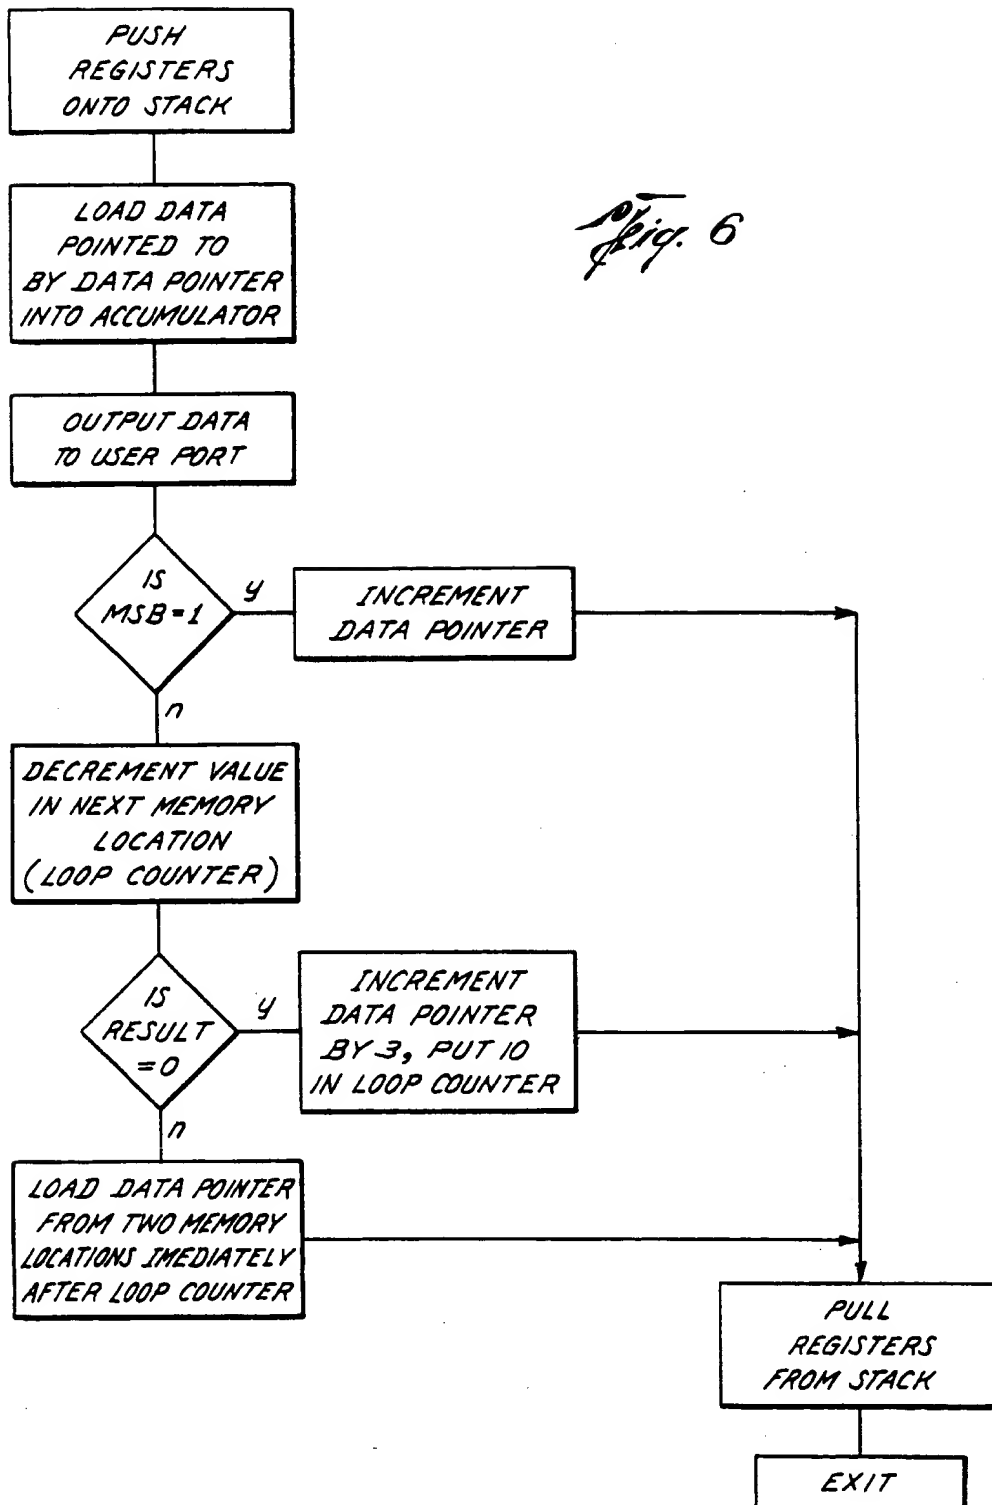 PUSH
REGISTERS
ONTO STACK
LOAD DATA
POINTED TO
BY DATA POINTER
INTO ACCUMULATOR
Fig. 6
OUTPUT DATA
TO USER PORT
IS
MSB=1
y
INCREMENT
DATA POINTER
n
DECREMENT VALUE
IN NEXT MEMORY
LOCATION
(LOOP COUNTER)
IS
RESULT
=0
y
INCREMENT
DATA POINTER
BY 3, PUT 10
IN LOOP COUNTER
n
LOAD DATA POINTER
FROM TWO MEMORY
LOCATIONS IMEDIATELY
AFTER LOOP COUNTER
PULL
REGISTERS
FROM STACK
EXIT